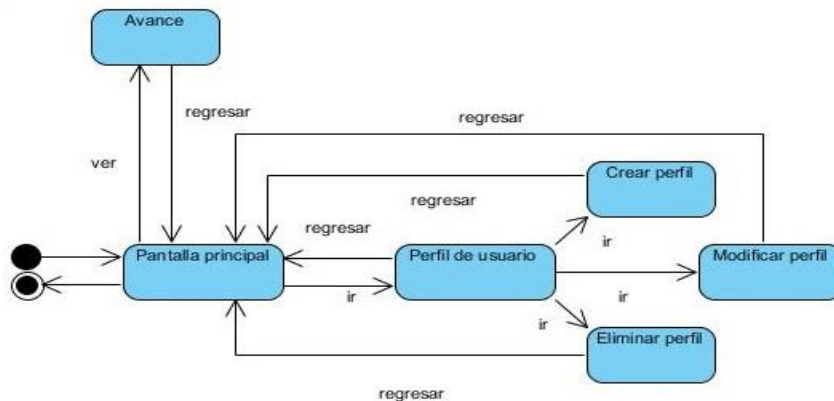 Avance
regresar
regresar
ver
Crear perfil
regresar
regresar
ir
Pantalla principal
Perfil de usuario
Modificar perfil
ir
ir
ir
Eliminar perfil
regresar